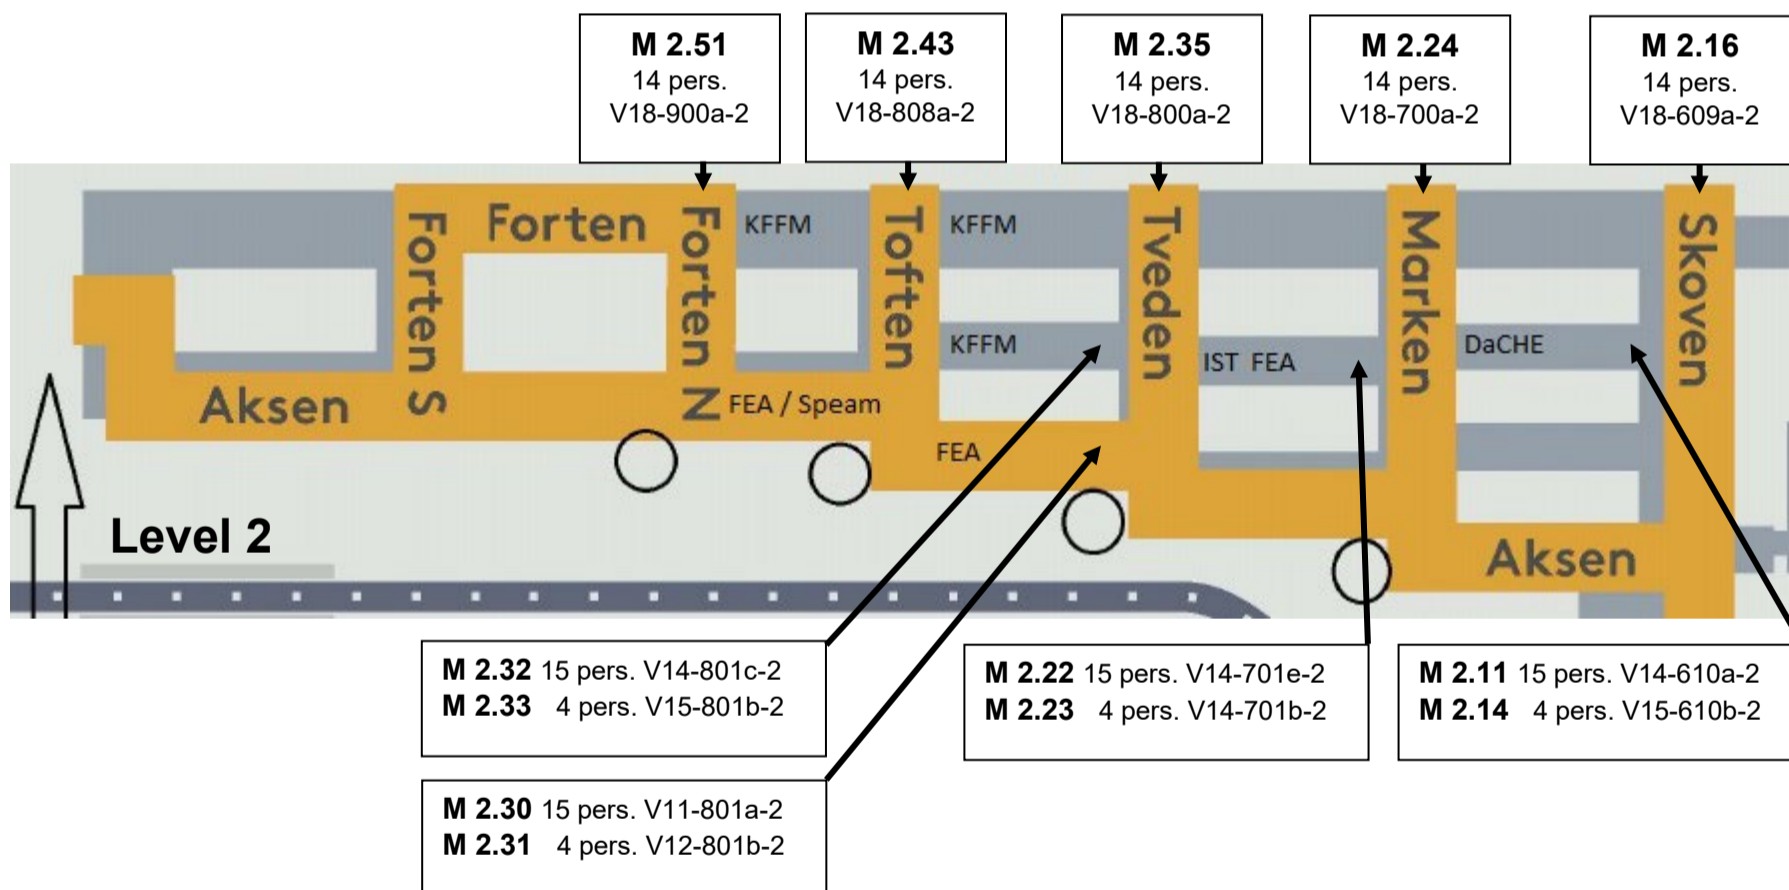 M 2.51
14 pers.
V18-900a-2
M 2.43
14 pers.
V18-808a-2
M 2.35
14 pers.
V18-800a-2
M 2.24
14 pers.
V18-700a-2
M 2.16
14 pers.
V18-609a-2
Forten S
Forten
Forten N
KFFM
Toften
KFFM
Tveden
Marken
Skoven
KFFM
IST FEA
DaCHE
Aksen
FEA / Speam
FEA
Level 2
Aksen
M 2.32 15 pers. V14-801c-2
M 2.33 4 pers. V15-801b-2
M 2.22 15 pers. V14-701e-2
M 2.23 4 pers. V14-701b-2
M 2.11 15 pers. V14-610a-2
M 2.14 4 pers. V15-610b-2
M 2.30 15 pers. V11-801a-2
M 2.31 4 pers. V12-801b-2